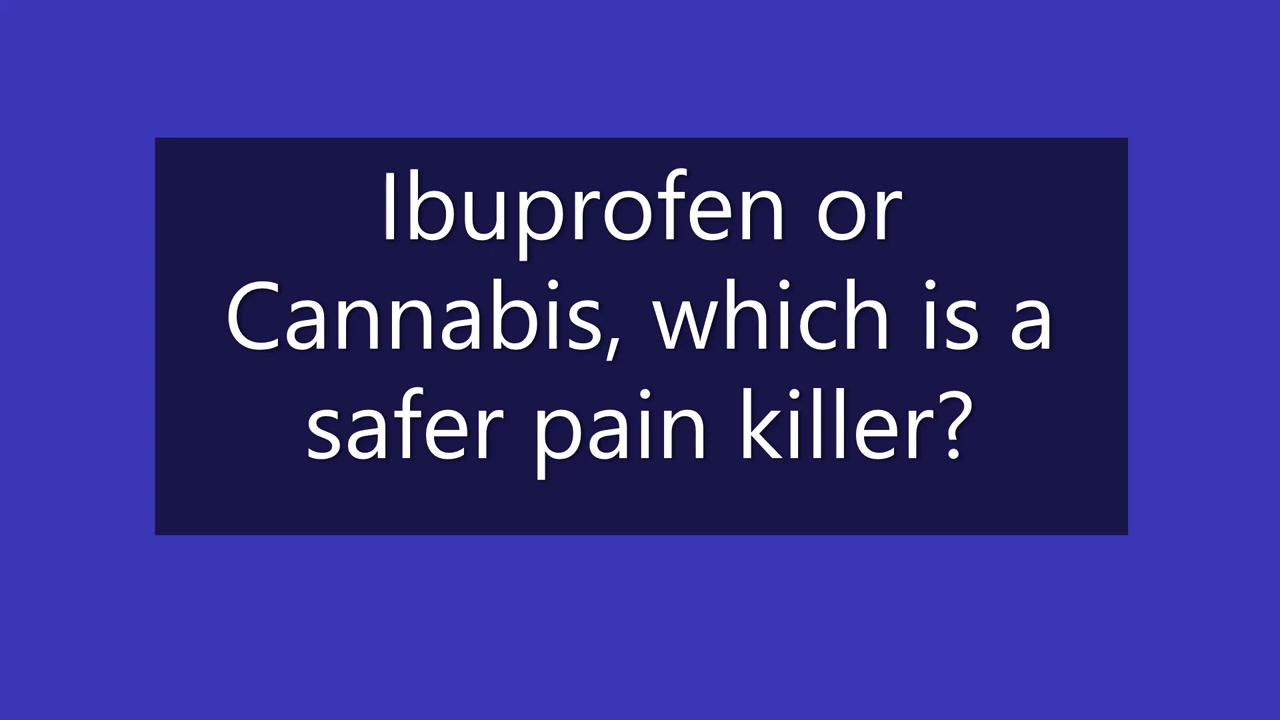 Ibuprofen or
Cannabis, which is a
safer pain killer?